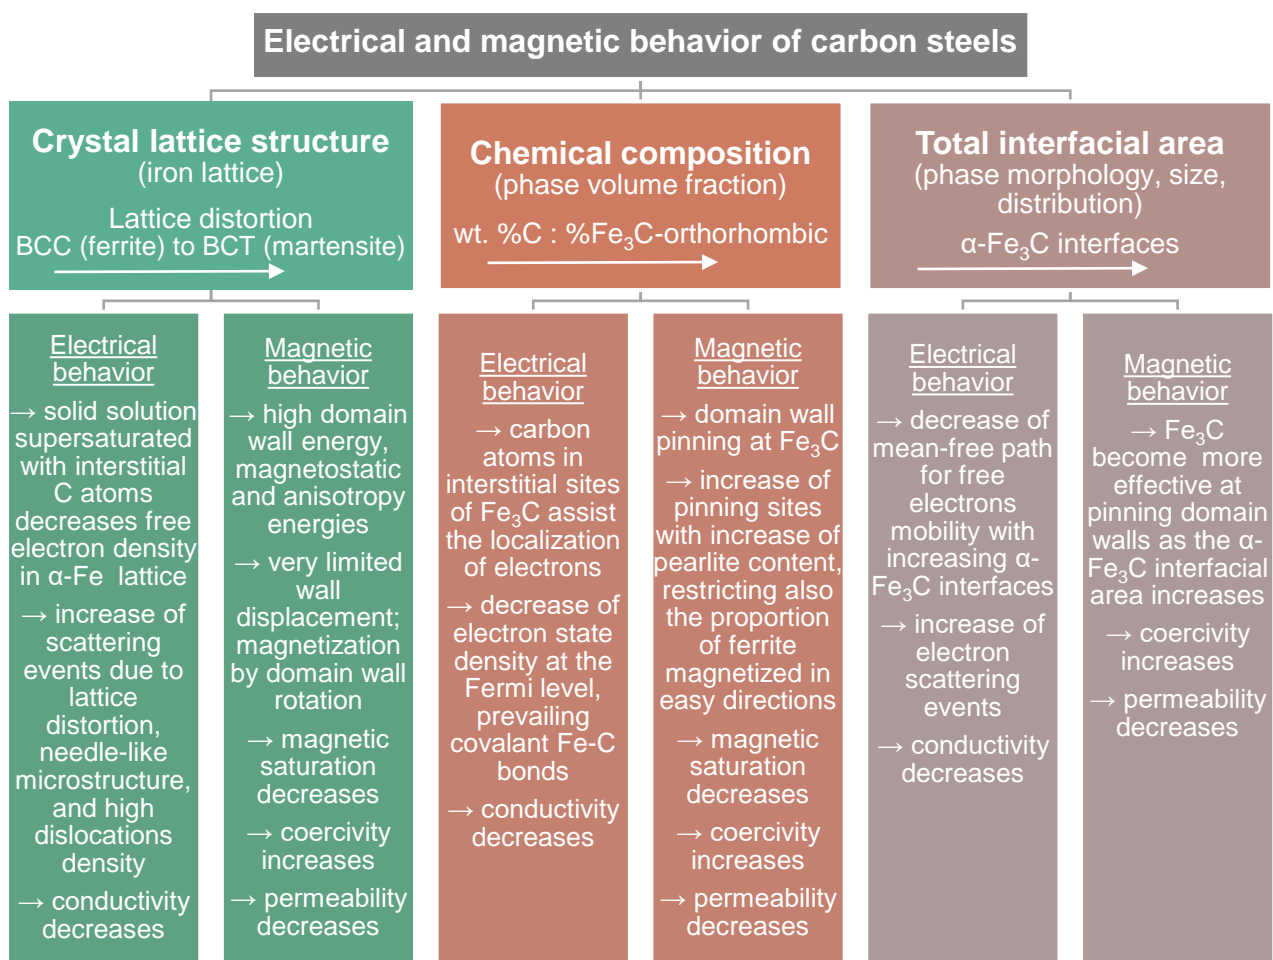 Electrical and magnetic behavior of carbon steels
Crystal lattice structure
(iron lattice)
Lattice distortion
BCC (ferrite) to BCT (martensite)
Electrical
behavior
→ solid solution
supersaturated
with interstitial
C atoms
decreases free
electron density
in α-Fe lattice
→ increase of
scattering
events due to
lattice
distortion,
needle-like
microstructure,
and high
dislocations
density
→ conductivity
decreases
Magnetic
behavior
→ high domain
wall energy,
magnetostatic
and anisotropy
energies
→ very limited
wall
displacement;
magnetization
by domain wall
rotation
→ magnetic
saturation
decreases
→ coercivity
increases
→ permeability
decreases
Chemical composition
(phase volume fraction)
wt. %C : %Fe₃C-orthorhombic
Electrical
behavior
→ carbon
atoms in
interstitial sites
of Fe₃C assist
the localization
of electrons
→ decrease of
electron state
density at the
Fermi level,
prevailing
covalant Fe-C
bonds
→ conductivity
decreases
Magnetic
behavior
→ domain wall
pinning at Fe₃C
→ increase of
pinning sites
with increase of
pearlite content,
restricting also
the proportion
of ferrite
magnetized in
easy directions
→ magnetic
saturation
decreases
→ coercivity
increases
→ permeability
decreases
Total interfacial area
(phase morphology, size,
distribution)
α-Fe₃C interfaces
Electrical
behavior
→ decrease of
mean-free path
for free
electrons
mobility with
increasing α-
Fe₃C interfaces
→ increase of
electron
scattering
events
→ conductivity
decreases
Magnetic
behavior
→ Fe₃C
become more
effective at
pinning domain
walls as the α-
Fe₃C interfacial
area increases
→ coercivity
increases
→ permeability
decreases